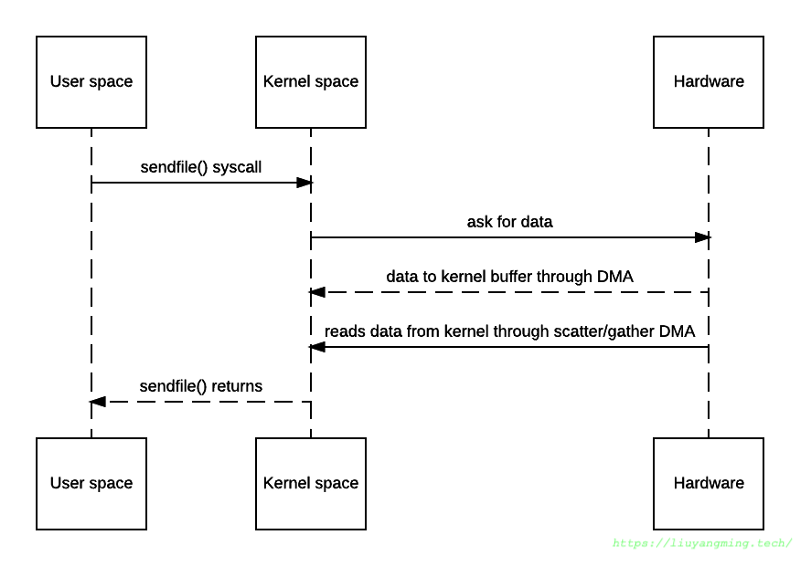 User space
Kernel space
Hardware
sendfile() syscall
ask for data
data to kernel buffer through DMA
reads data from kernel through scatter/gather DMA
sendfile() returns
User space
Kernel space
Hardware
https://liuyangming.tech/